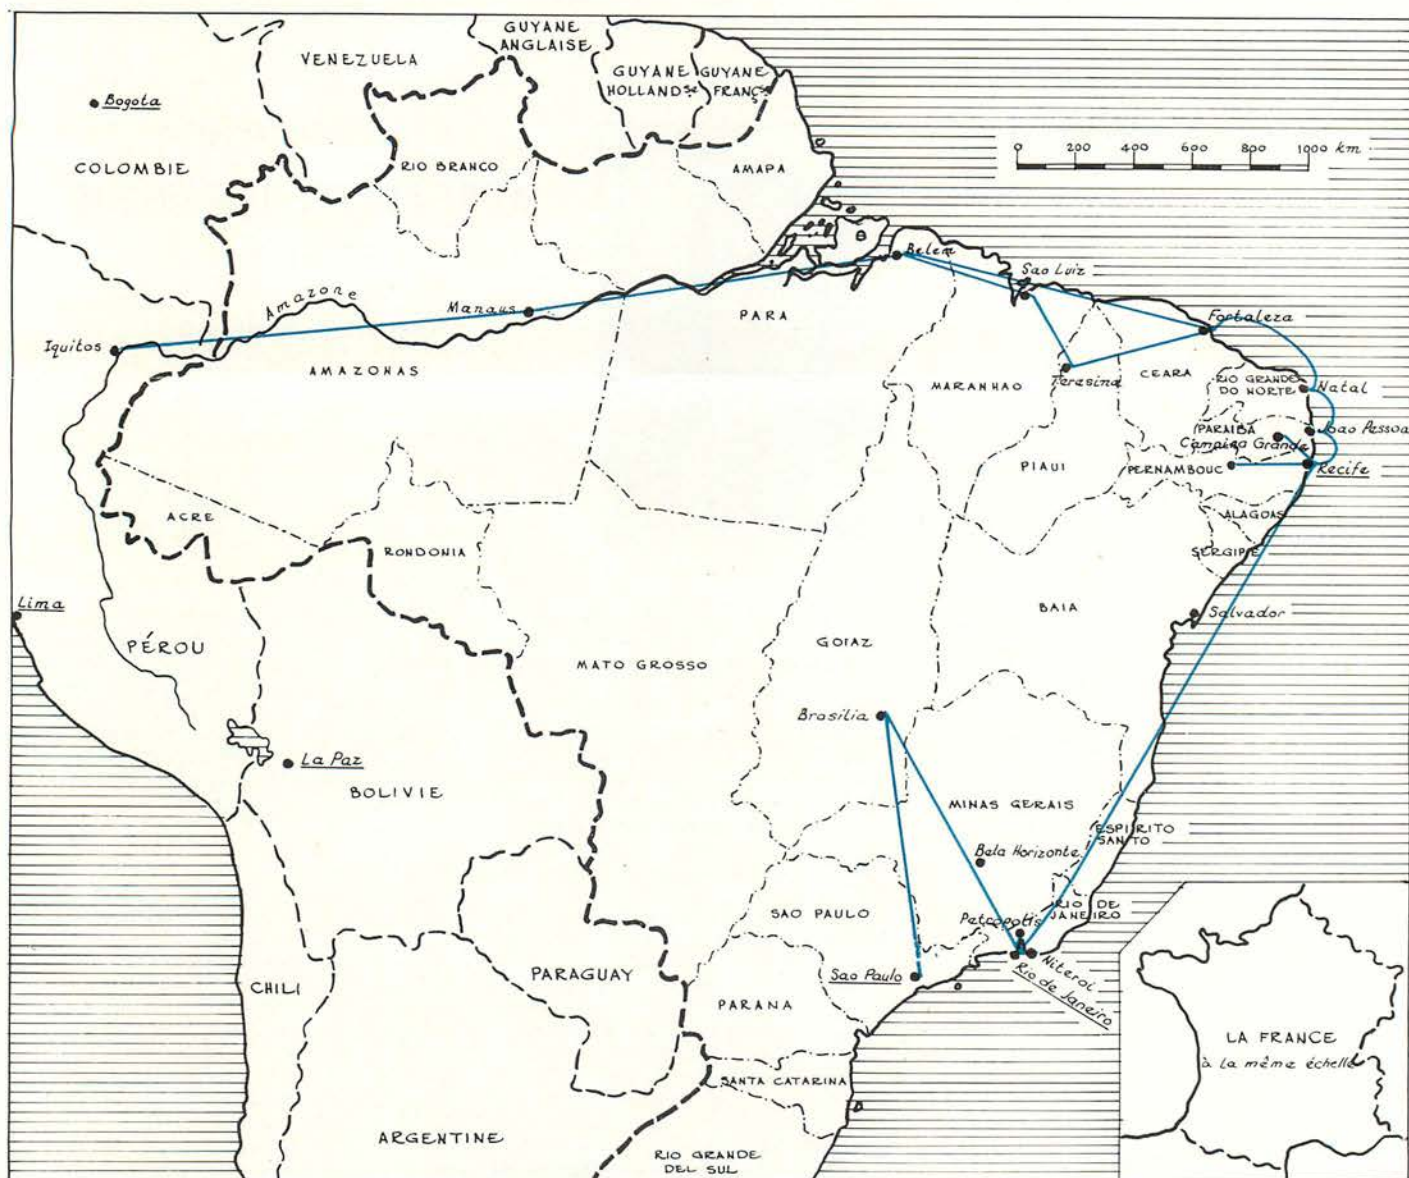 GUYANE
ANGLAISE
VENEZUELA
GUYANE
HOLLANDse
GUYANE
FRANÇse
Bogota
COLOMBIE
RIO BRANCO
AMAPA
0 200 400 600 800 1000 km
Belem
Sao Luiz
Amazone
Manaus
PARA
Fortaleza
Iquitos
AMAZONAS
MARANHAO
Teresina
CEARA
RIO GRANDE
DO NORTE
Natal
PARAIBA
Joao Pessoa
Campina Grande
PIAUI
PERNAMBOUC
Recife
ACRE
ALAGOAS
RONDONIA
SERGIPE
Lima
BAIA
Salvador
PÉROU
GOIAZ
MATO GROSSO
Brasilia
La Paz
BOLIVIE
MINAS GERAIS
ESPIRITO
SANTO
Bela Horizonte
SAO PAULO
RIO DE
JANEIRO
Petropolis
PARAGUAY
Sao Paulo
Niteroi
Rio de Janeiro
CHILI
PARANA
LA FRANCE
à la même échelle
SANTA CATARINA
ARGENTINE
RIO GRANDE
DEL SUL